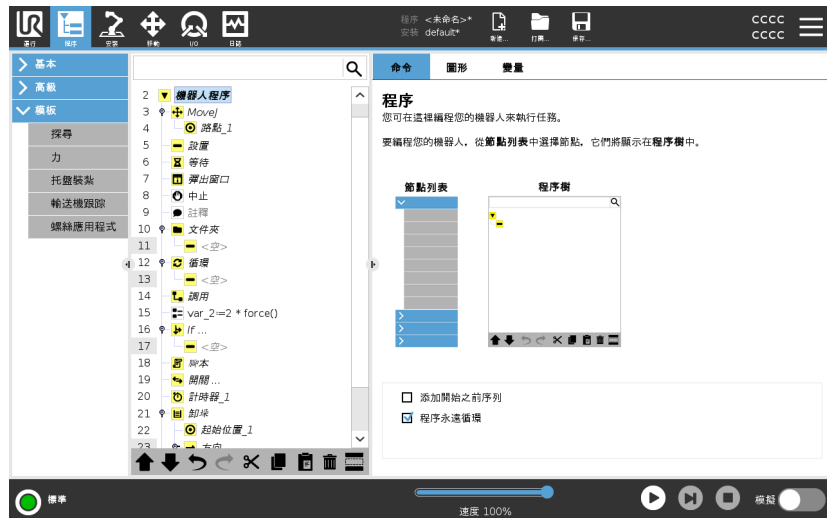 UR
程序 <未命名>*
安裝 default*
cccc
cccc
運行
程序
安裝
移動
I/O
日誌
新建...
打開...
保存...
基本
高級
模板
探尋
力
托盤裝紮
輸送機跟踪
螺絲應用程式
2 機器人程序
3 MoveJ
4 路點_1
5 設置
6 等待
7 彈出窗口
8 中止
9 註釋
10 文件夾
11 <空>
12 循環
13 <空>
14 調用
15 var_2≔2 * force()
16 If ...
17 <空>
18 腳本
19 開關 ...
20 計時器_1
21 卸垛
22 起始位置_1
23 方向
命令 圖形 變量
程序
您可在這裡編程您的機器人來執行任務。
要編程您的機器人，從節點列表中選擇節點，它們將顯示在程序樹中。
節點列表 程序樹
添加開始之前序列
程序永遠循環
標準
速度 100%
模擬